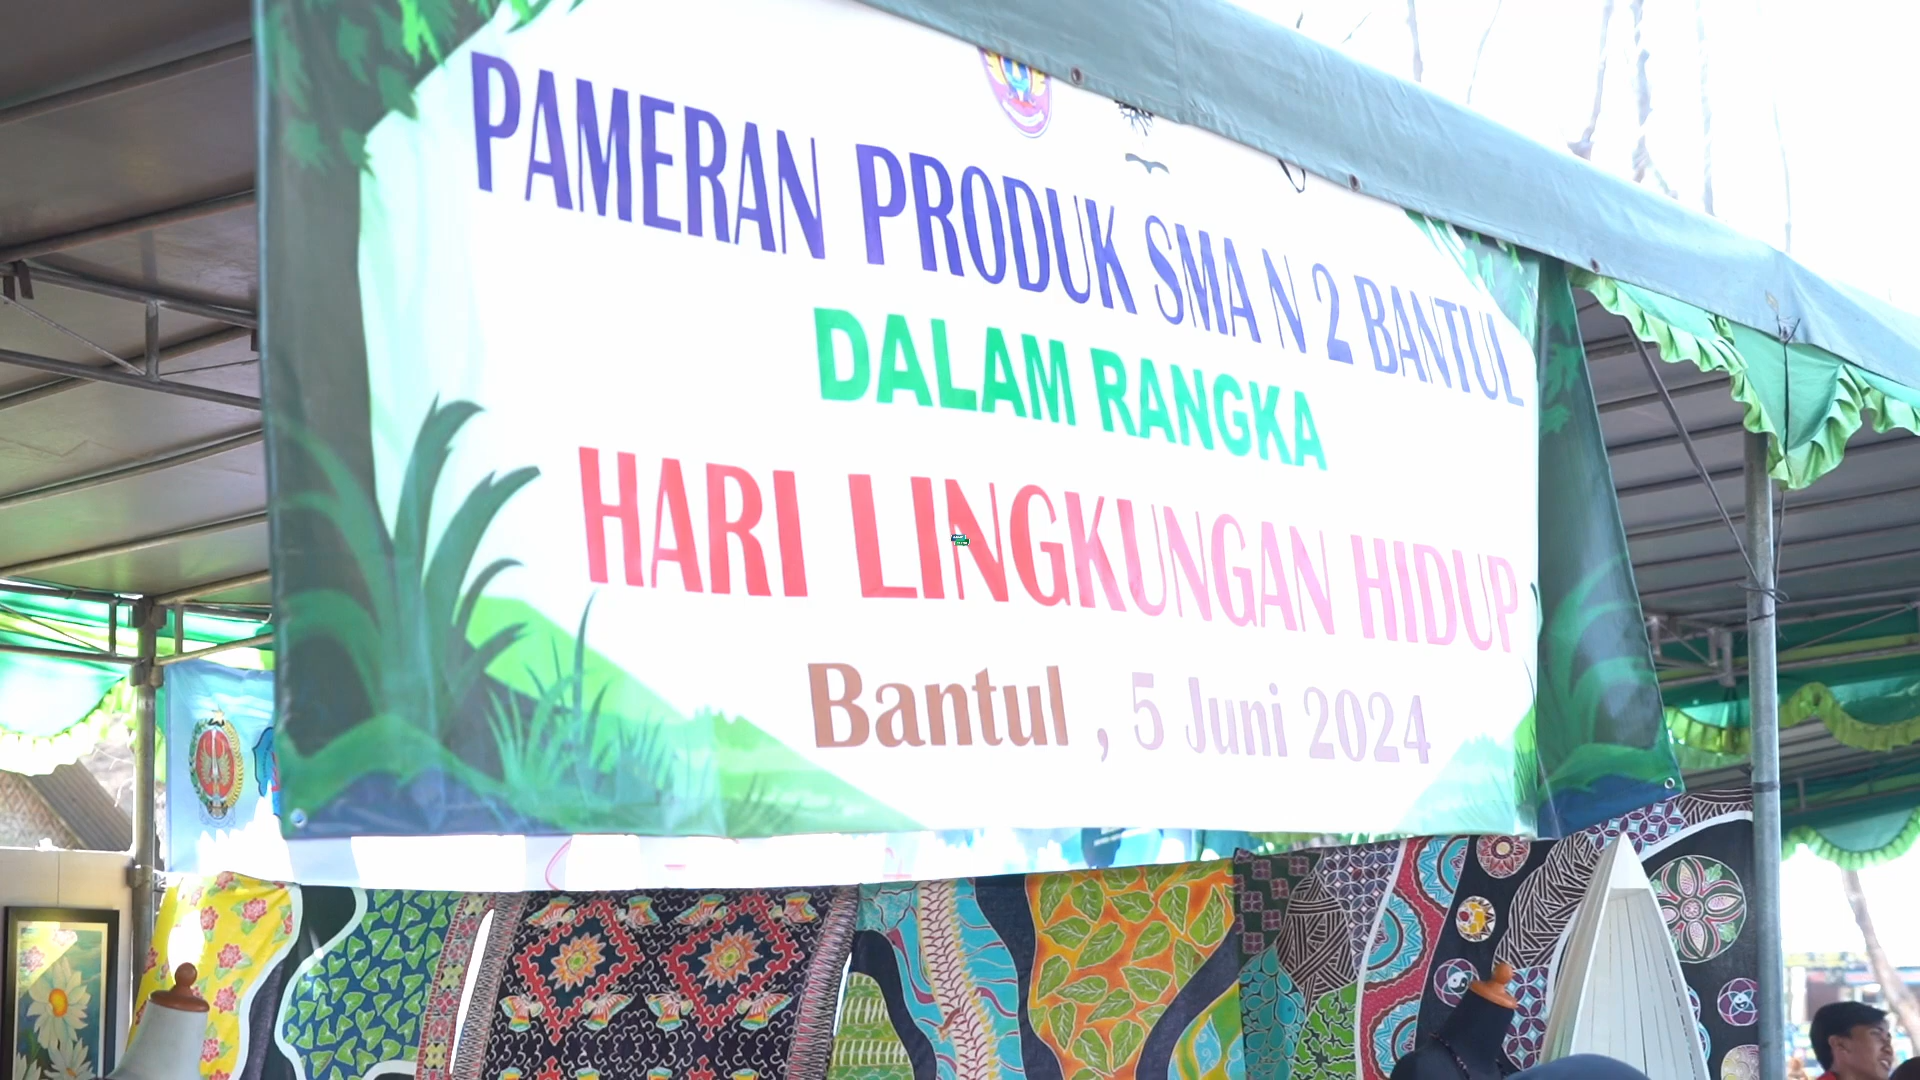 PAMERAN PRODUK SMA N 2 BANTUL
DALAM RANGKA
HARI LINGKUNGAN HIDUP
Bantul , 5 Juni 2024